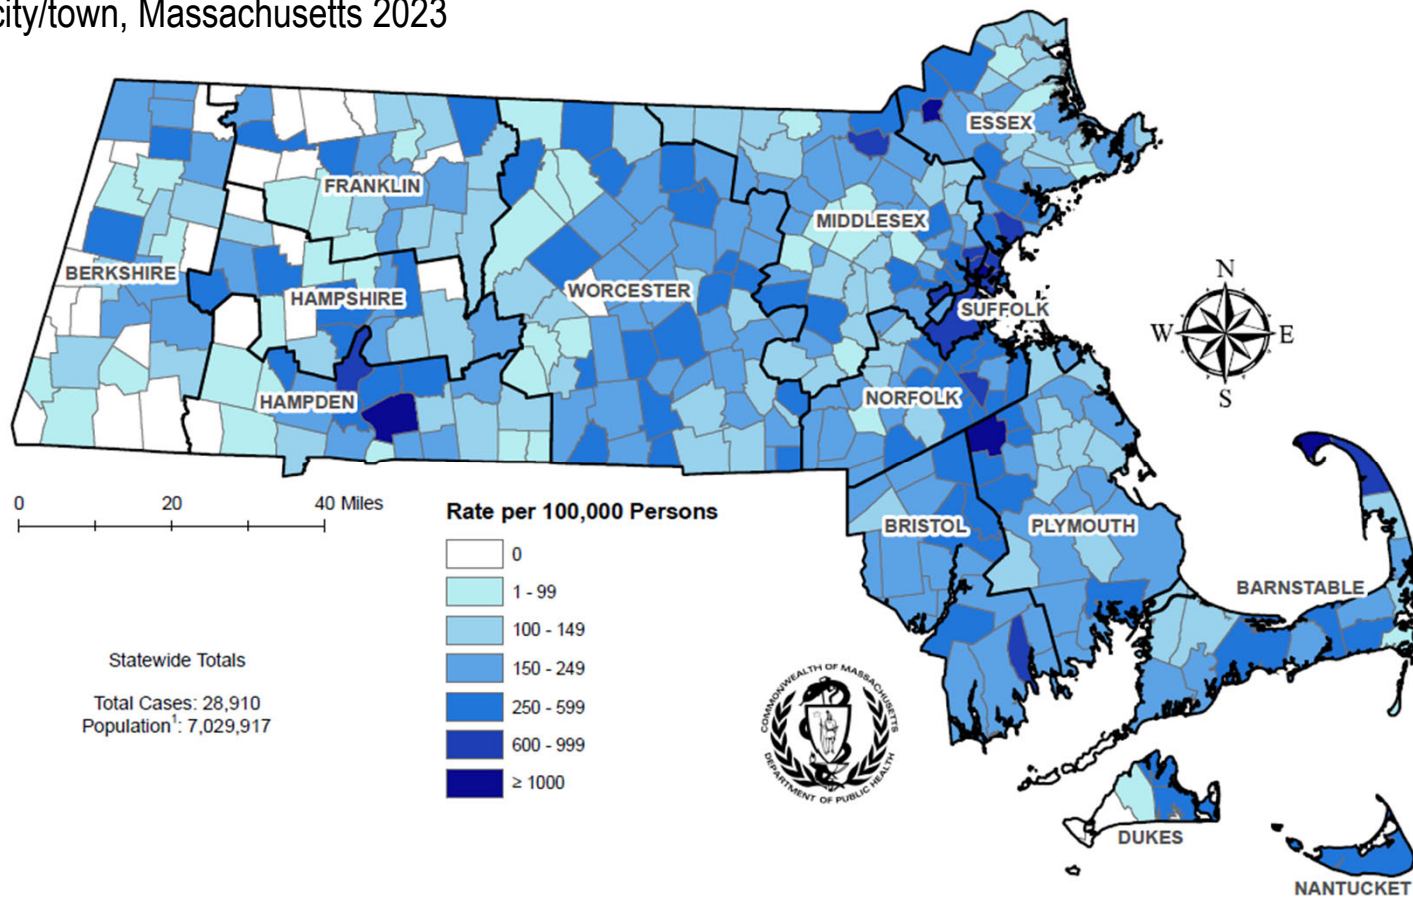 city/town, Massachusetts 2023
ESSEX
FRANKLIN
MIDDLESEX
BERKSHIRE
HAMPSHIRE
WORCESTER
SUFFOLK
N
W E
S
HAMPDEN
NORFOLK
0 20 40 Miles
Rate per 100,000 Persons
0
1 - 99
100 - 149
150 - 249
250 - 599
600 - 999
≥ 1000
BRISTOL
PLYMOUTH
BARNSTABLE
Statewide Totals
Total Cases: 28,910
Population¹: 7,029,917
COMMONWEALTH OF MASSACHUSETTS
DEPARTMENT OF PUBLIC HEALTH
DUKES
NANTUCKET